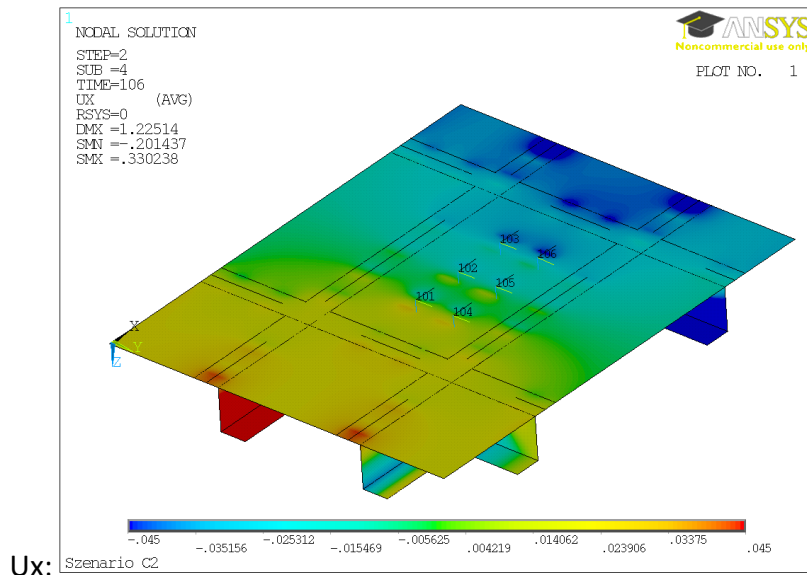 1
NODAL SOLUTION
STEP=2
SUB =4
TIME=106
UX (AVG)
RSYS=0
DMX =1.22514
SMN =-.201437
SMX =.330238
ANSYS
Noncommercial use only
PLOT NO. 1
103
106
102
105
101
104
X
Y
Z
-.045 -.025312 -.005625 .014062 .03375
-.035156 -.015469 .004219 .023906 .045
Ux: Szenario C2